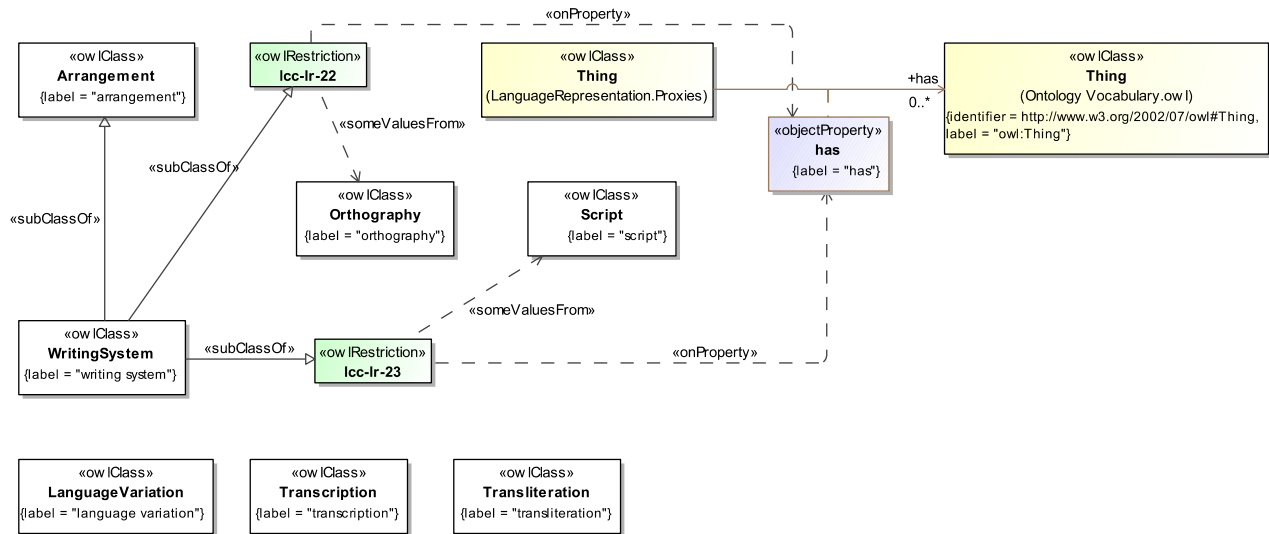 «onProperty»
«owlClass»
Arrangement
{label = "arrangement"}
«owlRestriction»
lcc-lr-22
«owlClass»
Thing
(LanguageRepresentation.Proxies)
+has
0..*
«owlClass»
Thing
(Ontology Vocabulary.owl)
{identifier = http://www.w3.org/2002/07/owl#Thing,
label = "owl:Thing"}
«someValuesFrom»
«objectProperty»
has
{label = "has"}
«subClassOf»
«owlClass»
Orthography
{label = "orthography"}
«owlClass»
Script
{label = "script"}
«subClassOf»
«someValuesFrom»
«owlClass»
WritingSystem
{label = "writing system"}
«subClassOf»
«owlRestriction»
lcc-lr-23
«onProperty»
«owlClass»
LanguageVariation
{label = "language variation"}
«owlClass»
Transcription
{label = "transcription"}
«owlClass»
Transliteration
{label = "transliteration"}